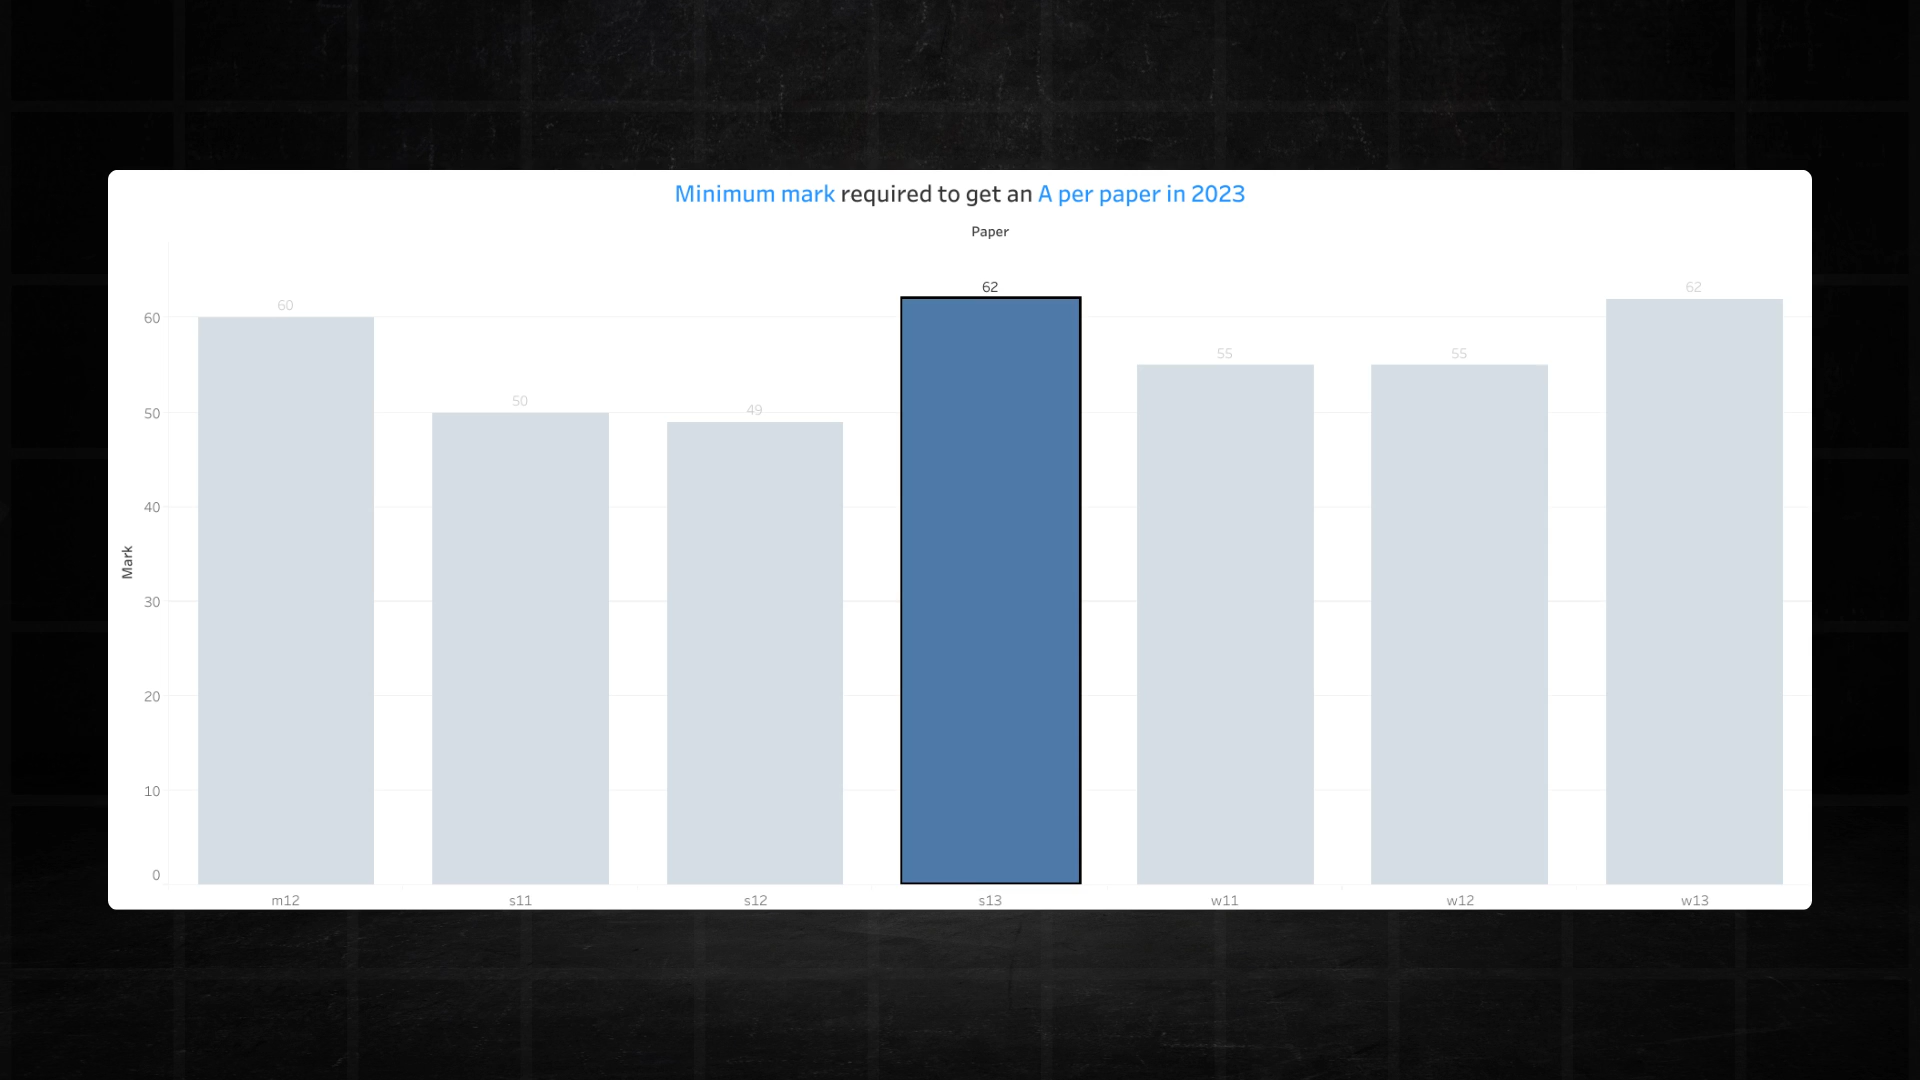 Minimum mark required to get an A per paper in 2023
Paper
62
62
60
60
55
55
50
50
49
40
Mark
30
20
10
0
m12
s11
s12
s13
w11
w12
w13